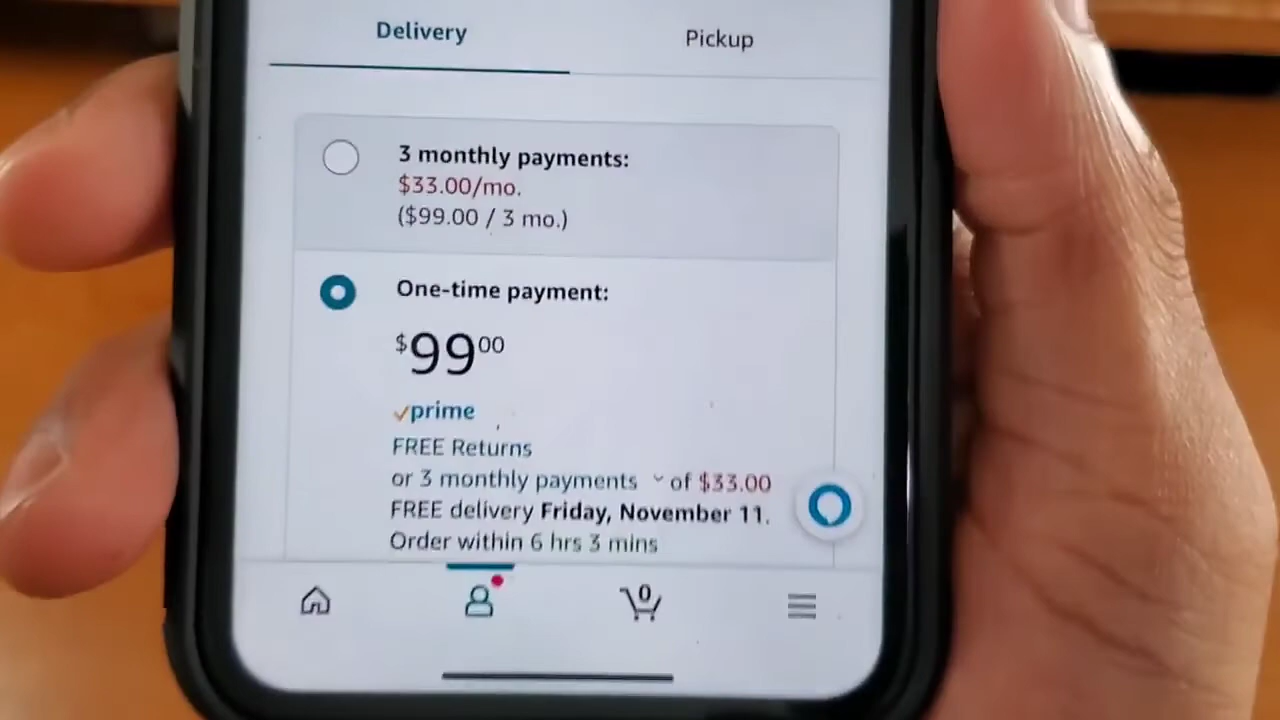 Delivery
Pickup
3 monthly payments:
$33.00/mo.
($99.00 / 3 mo.)
One-time payment:
$99 00
prime
FREE Returns
or 3 monthly payments of $33.00
FREE delivery Friday, November 11.
Order within 6 hrs 3 mins
0